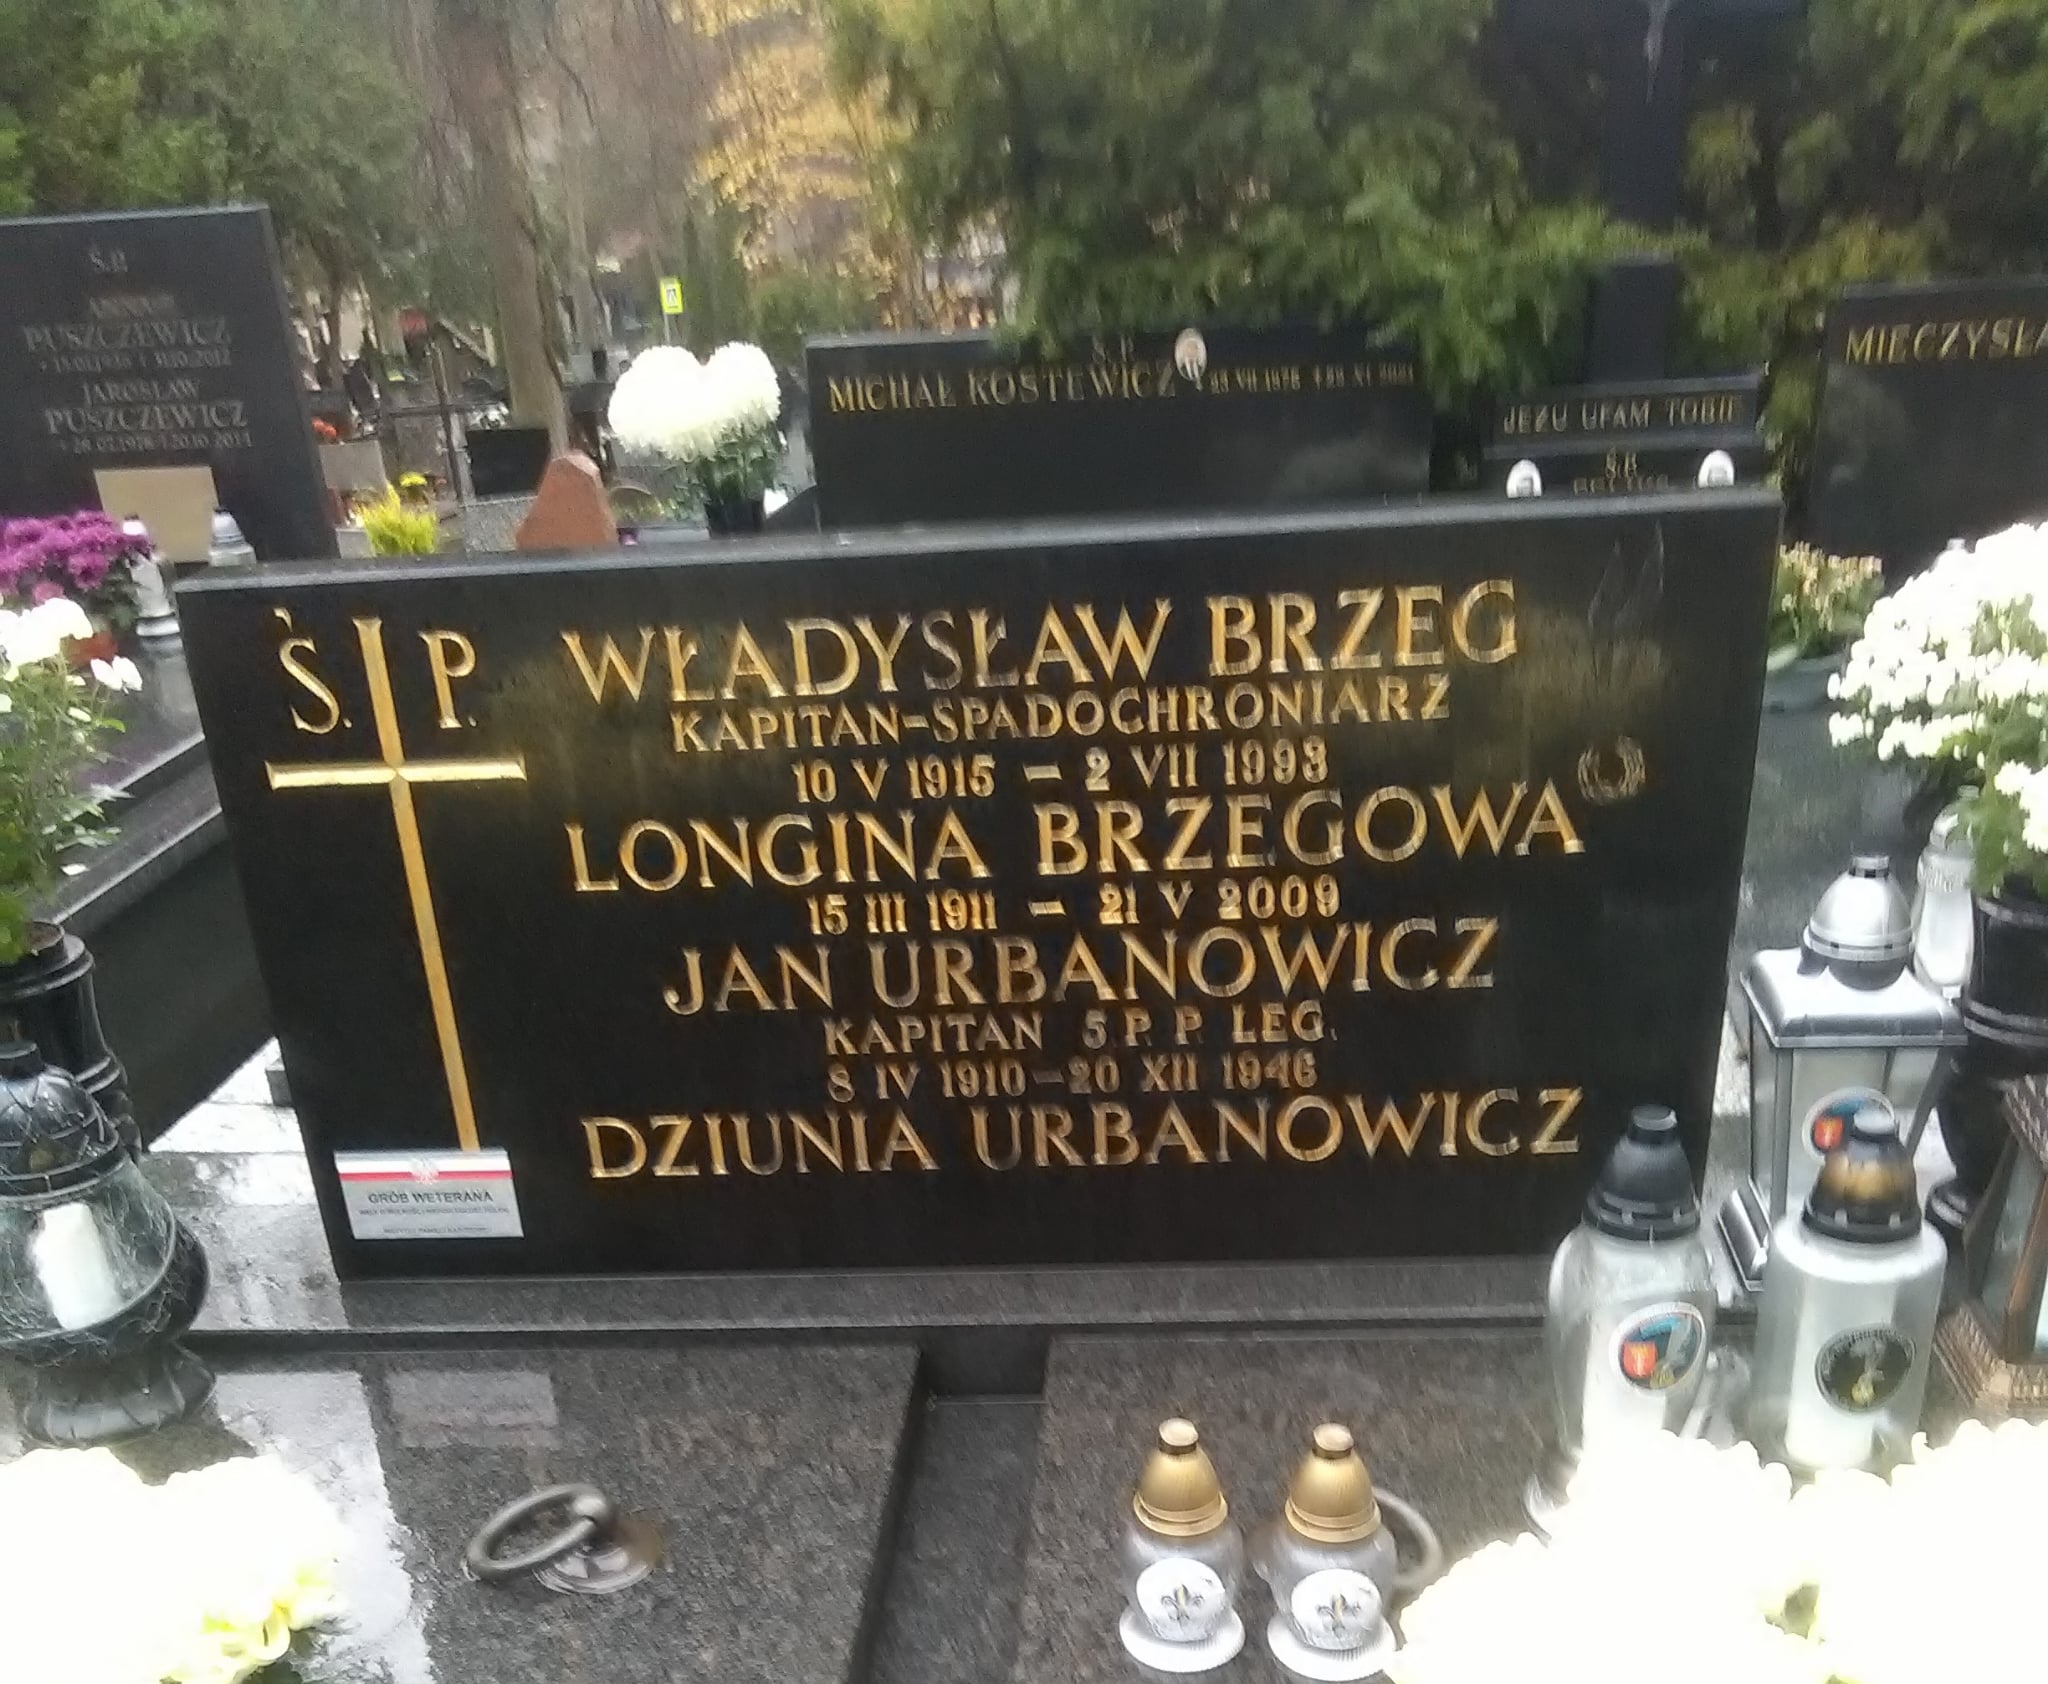 Ś.P.
PUSZCZEWICZ
JAROSŁAW
PUSZCZEWICZ
Ś.P.
MICHAŁ KOSTEWICZ
JEZU UFAM TOBIE
Ś.P.
MIECZYSŁA
Ś. P.
WŁADYSŁAW BRZEG
KAPITAN-SPADOCHRONIARZ
10 V 1915 – 2 VII 1993
LONGINA BRZEGOWA
15 III 1911 – 21 V 2009
JAN URBANOWICZ
KAPITAN 5 P. P. LEG.
8 IV 1910 – 20 XII 1946
DZIUNIA URBANOWICZ
GRÓB WETERANA